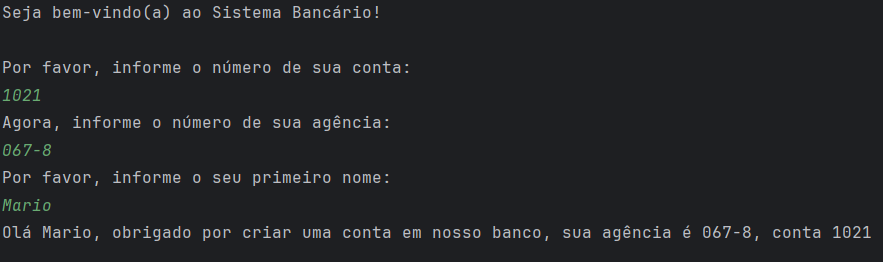 Seja bem-vindo(a) ao Sistema Bancário!
Por favor, informe o número de sua conta:
1021
Agora, informe o número de sua agência:
067-8
Por favor, informe o seu primeiro nome:
Mario
Olá Mario, obrigado por criar uma conta em nosso banco, sua agência é 067-8, conta 1021